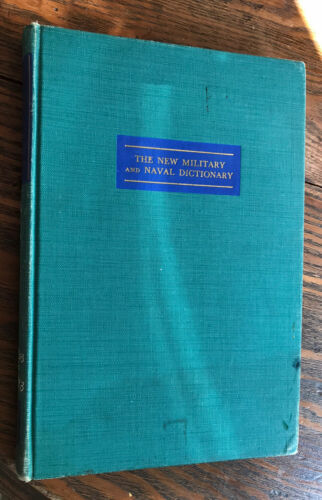 THE NEW MILITARY
AND NAVAL DICTIONARY